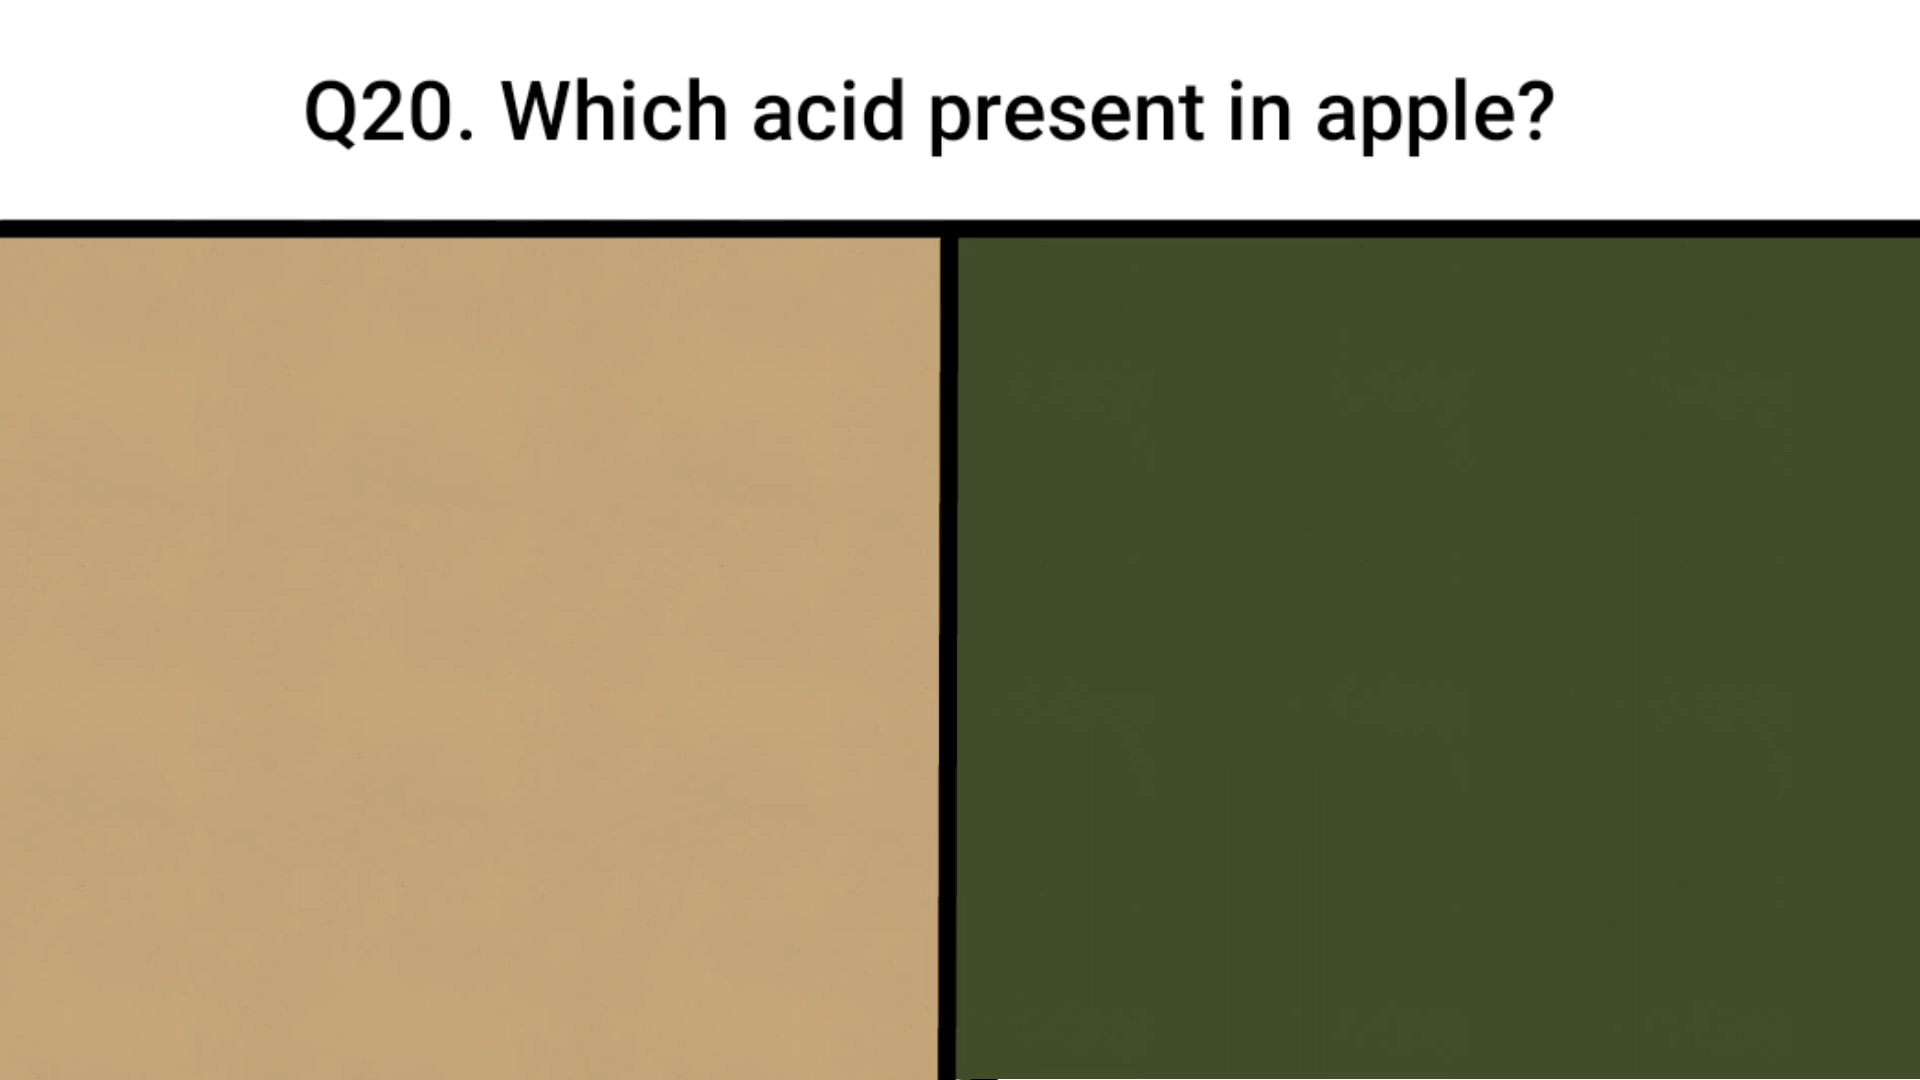 Q20. Which acid present in apple?